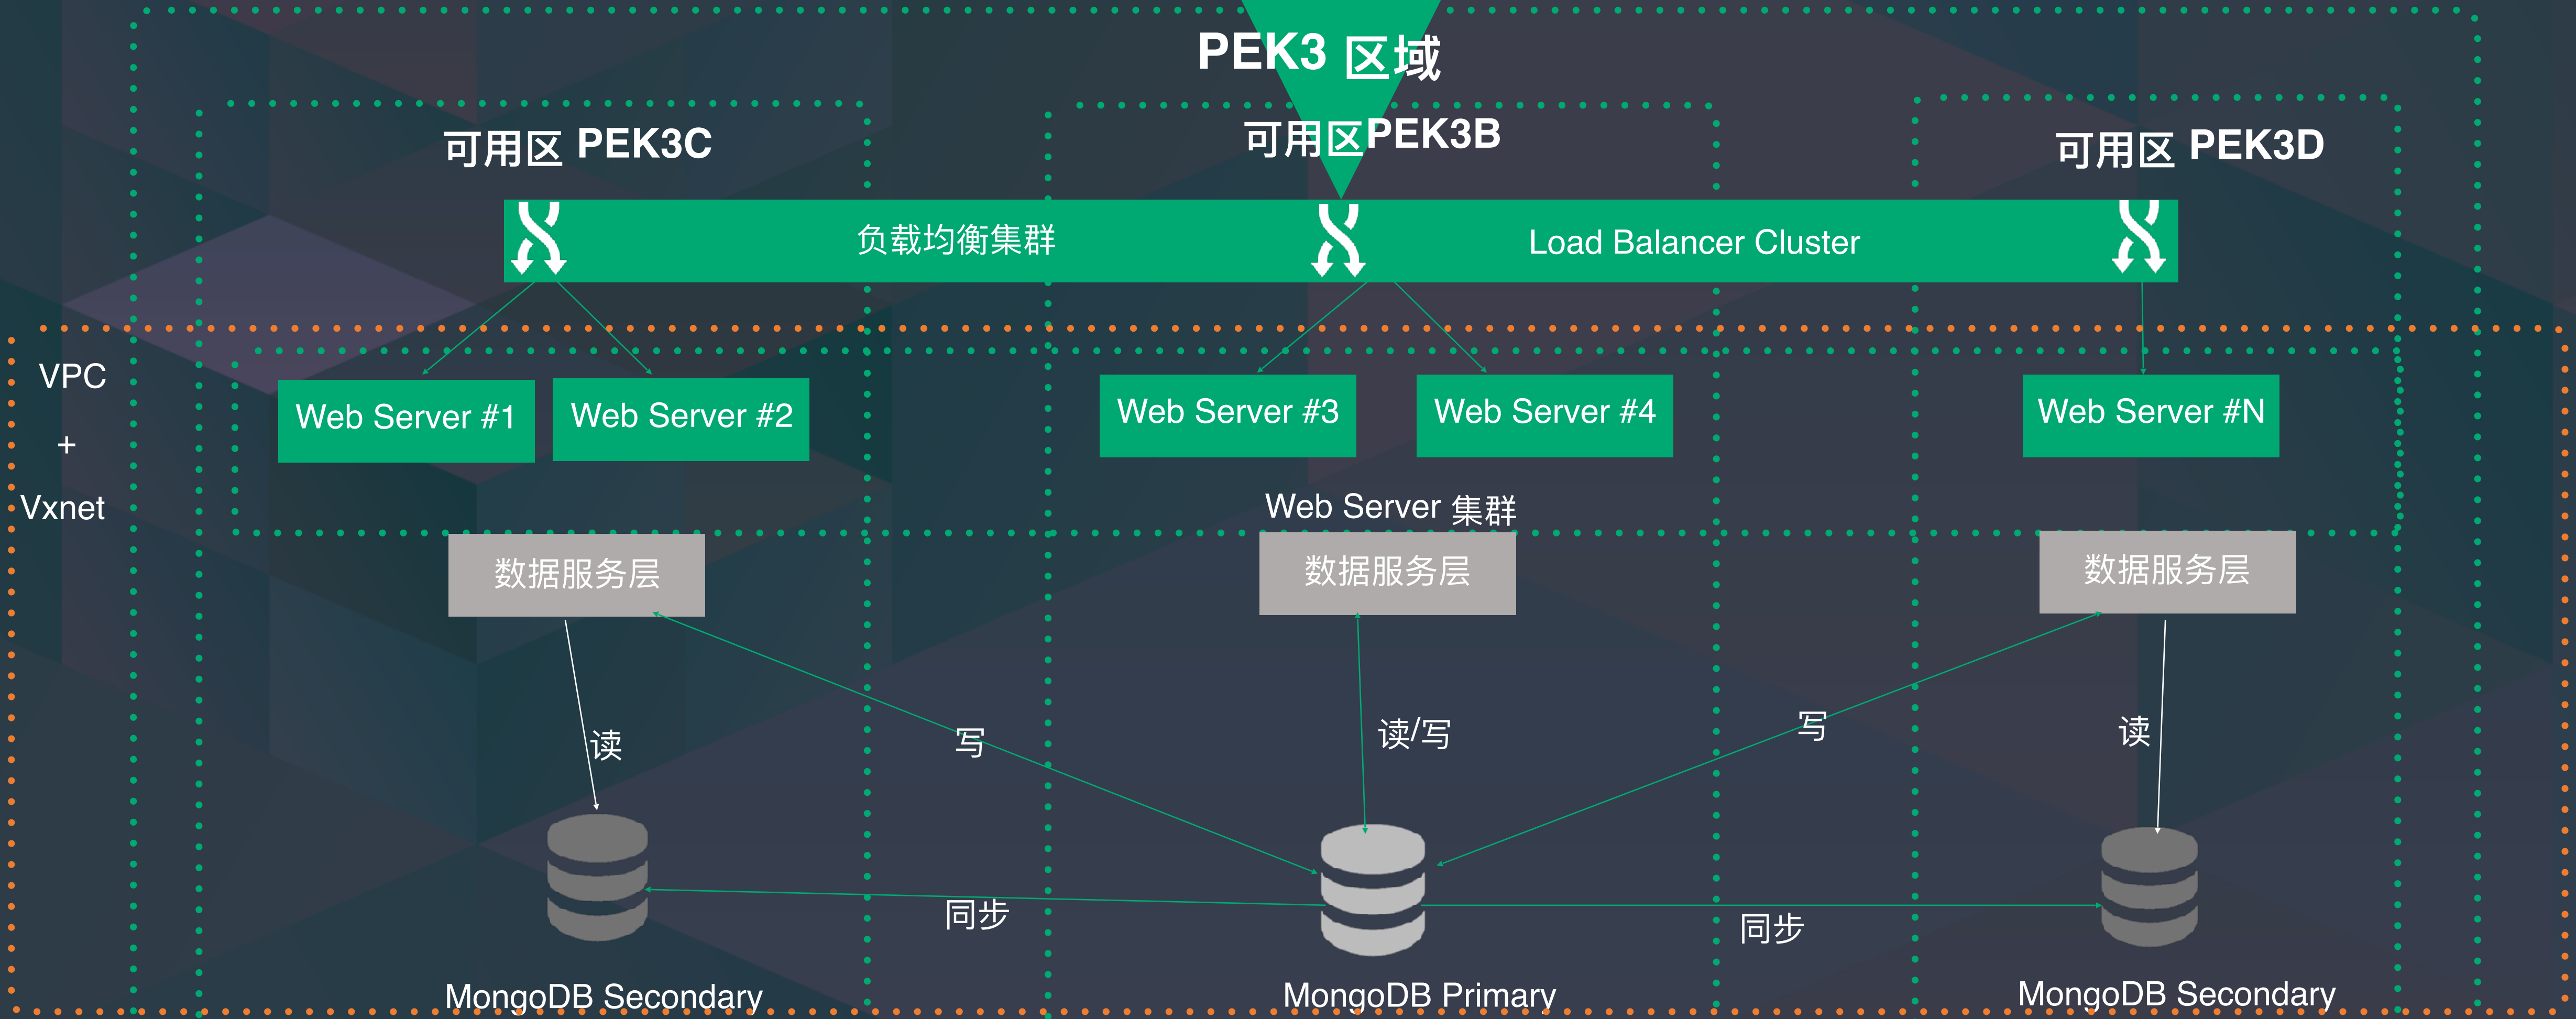 PEK3 区域
可用区 PEK3C
可用区PEK3B
可用区 PEK3D
负载均衡集群
Load Balancer Cluster
VPC
+
Vxnet
Web Server #1
Web Server #2
Web Server #3
Web Server #4
Web Server #N
Web Server 集群
数据服务层
数据服务层
数据服务层
读
写
读/写
写
读
同步
同步
MongoDB Secondary
MongoDB Primary
MongoDB Secondary